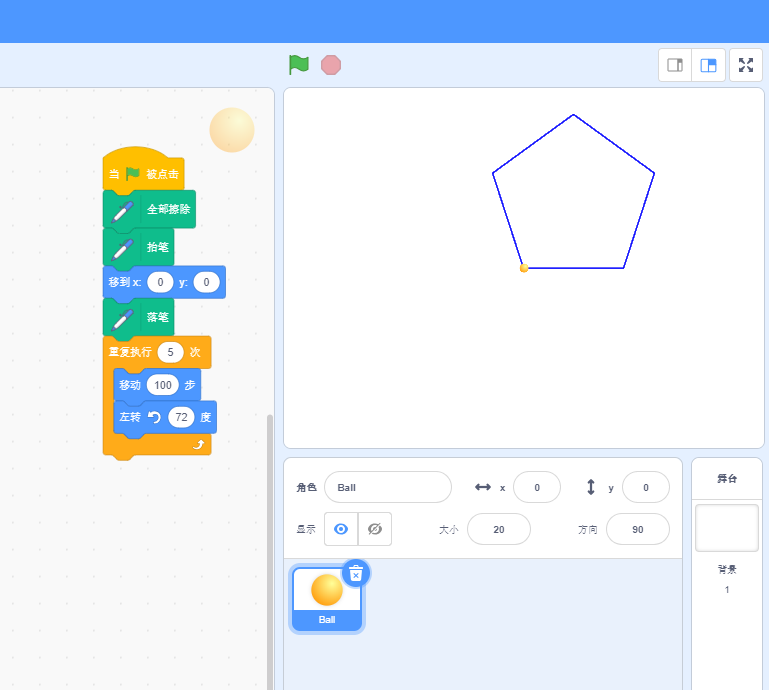 当 被点击
全部擦除
抬笔
移到 x: 0 y: 0
落笔
重复执行 5 次
移动 100 步
左转 72 度
角色 Ball x 0 y 0
显示 大小 20 方向 90
Ball
舞台
背景
1